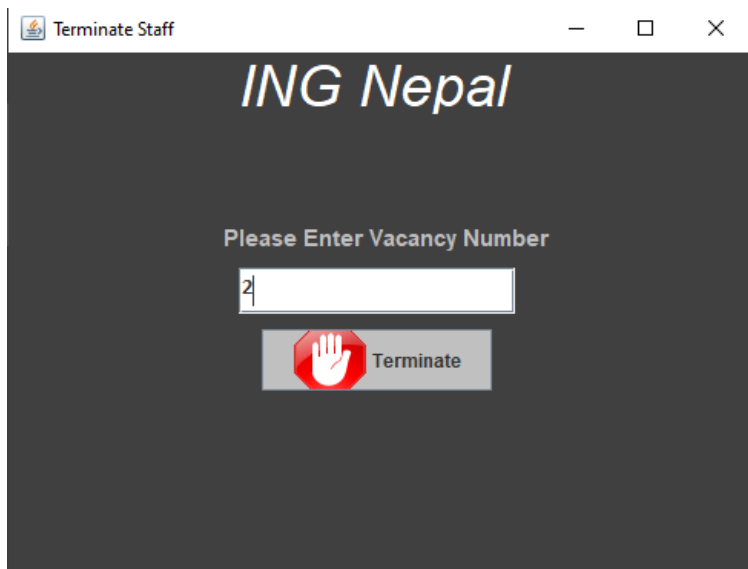 Terminate Staff
ING Nepal
Please Enter Vacancy Number
2
Terminate